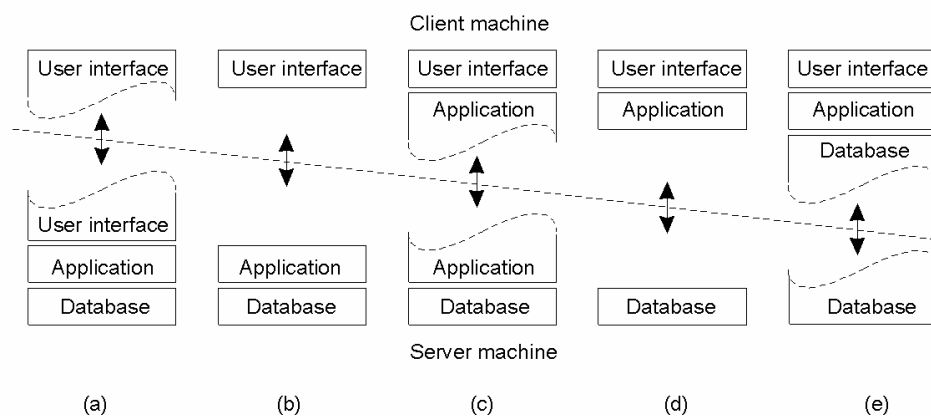 Client machine
User interface User interface User interface User interface User interface
Application Application Application
Database
User interface
Application Application Application
Database Database Database Database Database
Server machine
(a) (b) (c) (d) (e)